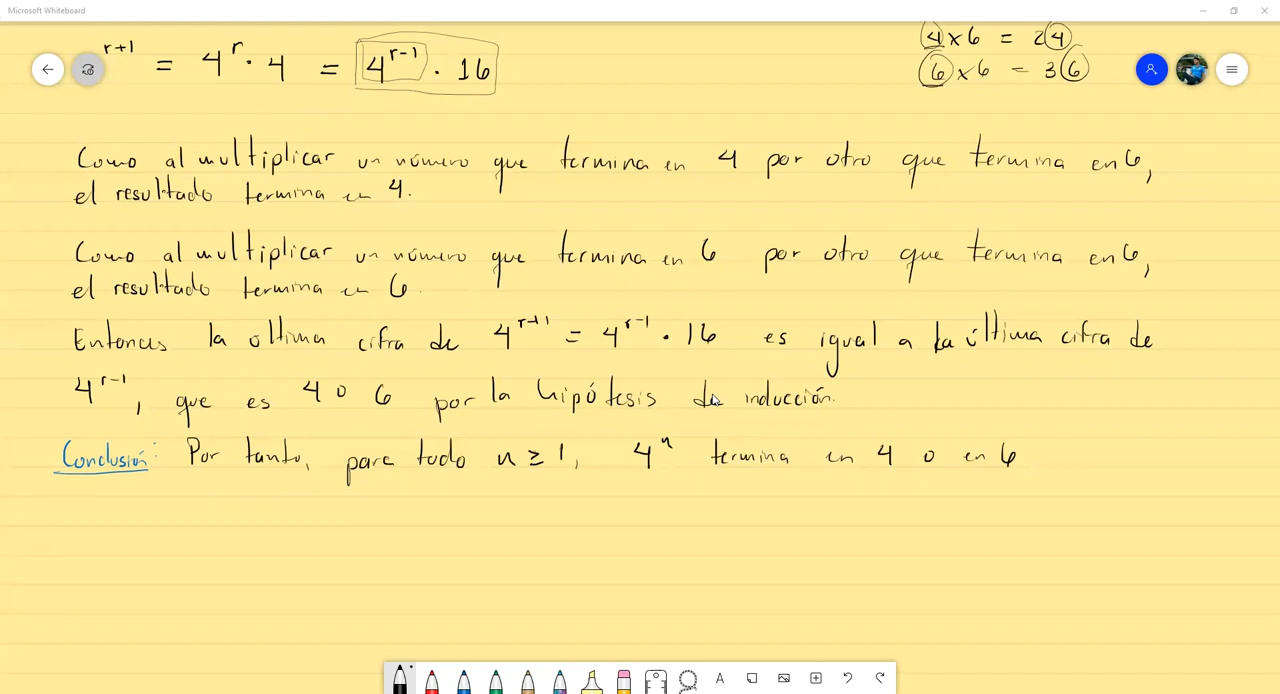 Microsoft Whiteboard
r+1 = 4^r · 4 = 4^{r-1} · 16
4 x 6 = 24
6 x 6 = 36
Como al multiplicar un número que termina en 4 por otro que termina en 6,
el resultado termina en 4.
Como al multiplicar un número que termina en 6 por otro que termina en 6,
el resultado termina en 6.
Entonces la última cifra de 4^{r+1} = 4^{r-1} · 16 es igual a la última cifra de
4^{r-1}, que es 4 o 6 por la hipótesis de inducción.
Conclusión: Por tanto, para todo n ≥ 1, 4^n termina en 4 o en 6
A